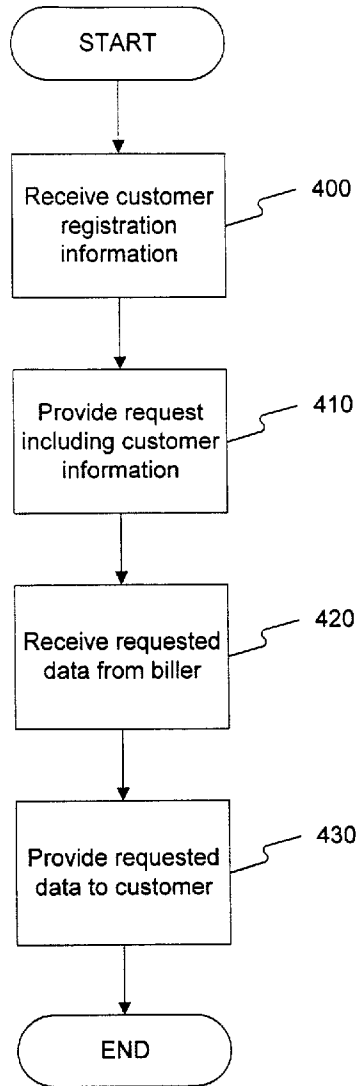 START
Receive customer
registration
information
400
Provide request
including customer
information
410
Receive requested
data from biller
420
Provide requested
data to customer
430
END